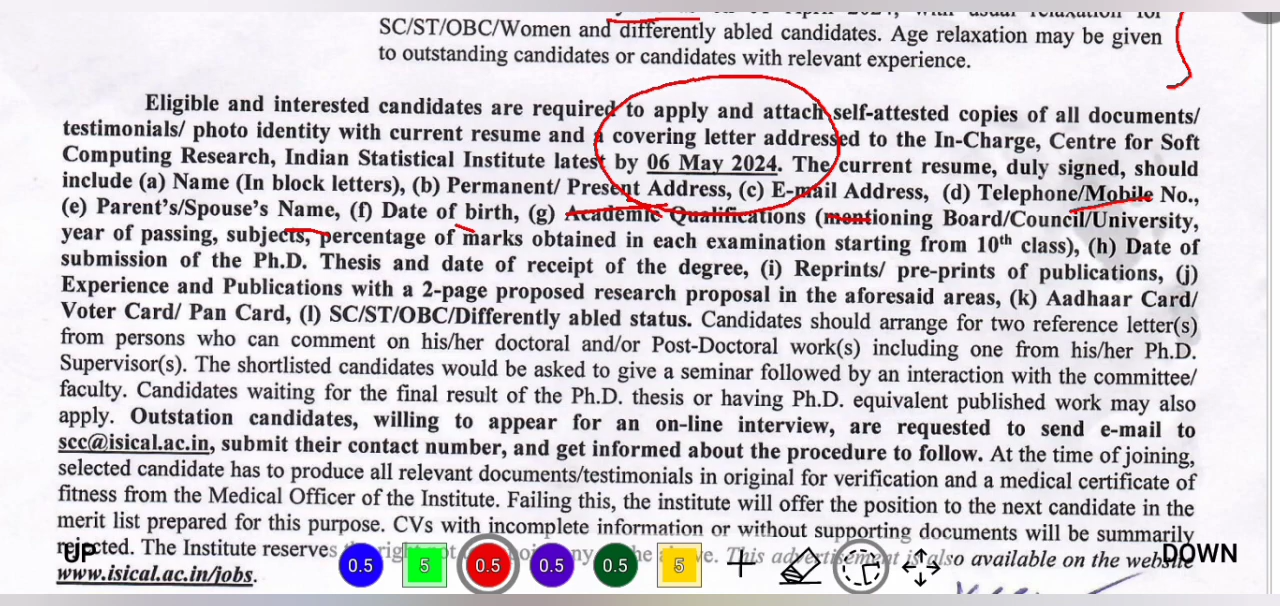 SC/ST/OBC/Women and differently abled candidates. Age relaxation may be given
to outstanding candidates or candidates with relevant experience.
Eligible and interested candidates are required to apply and attach self-attested copies of all documents/
testimonials/ photo identity with current resume and a covering letter addressed to the In-Charge, Centre for Soft
Computing Research, Indian Statistical Institute latest by 06 May 2024. The current resume, duly signed, should
include (a) Name (In block letters), (b) Permanent/ Present Address, (c) E-mail Address, (d) Telephone/Mobile No.,
(e) Parent's/Spouse's Name, (f) Date of birth, (g) Academic Qualifications (mentioning Board/Council/University,
year of passing, subjects, percentage of marks obtained in each examination starting from 10th class), (h) Date of
submission of the Ph.D. Thesis and date of receipt of the degree, (i) Reprints/ pre-prints of publications, (j)
Experience and Publications with a 2-page proposed research proposal in the aforesaid areas, (k) Aadhaar Card/
Voter Card/ Pan Card, (l) SC/ST/OBC/Differently abled status. Candidates should arrange for two reference letter(s)
from persons who can comment on his/her doctoral and/or Post-Doctoral work(s) including one from his/her Ph.D.
Supervisor(s). The shortlisted candidates would be asked to give a seminar followed by an interaction with the committee/
faculty. Candidates waiting for the final result of the Ph.D. thesis or having Ph.D. equivalent published work may also
apply. Outstation candidates, willing to appear for an on-line interview, are requested to send e-mail to
scc@isical.ac.in, submit their contact number, and get informed about the procedure to follow. At the time of joining,
selected candidate has to produce all relevant documents/testimonials in original for verification and a medical certificate of
fitness from the Medical Officer of the Institute. Failing this, the institute will offer the position to the next candidate in the
merit list prepared for this purpose. CVs with incomplete information or without supporting documents will be summarily
rejected. The Institute reserves the right not to any the above. This advertisement is also available on the website
www.isical.ac.in/jobs.
UP
0.5 5 0.5 0.5 0.5 5
DOWN